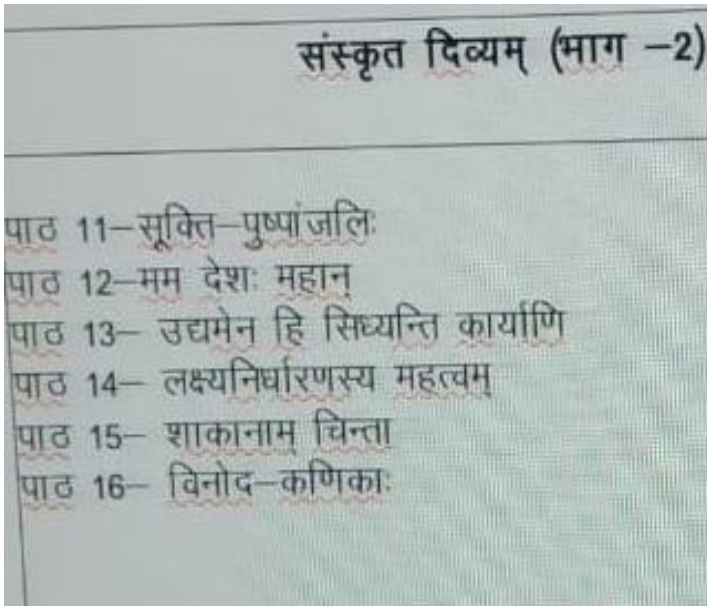 संस्कृत दिव्यम् (भाग –2)
पाठ 11–सूक्ति–पुष्पांजलिः
पाठ 12–मम देशः महान्
पाठ 13– उद्यमेन हि सिध्यन्ति कार्याणि
पाठ 14– लक्ष्यनिर्धारणस्य महत्वम्
पाठ 15– शाकानाम् चिन्ता
पाठ 16– विनोद–कणिकाः